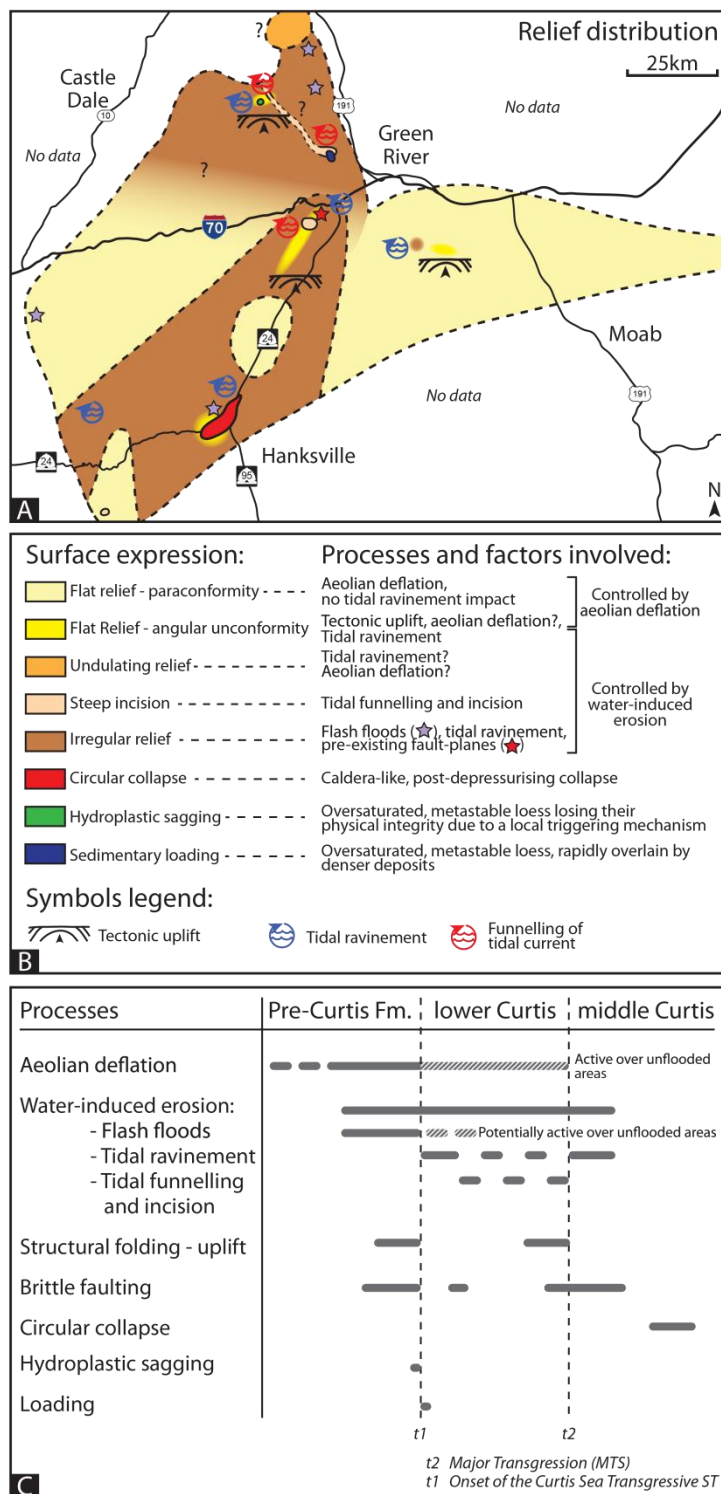 Relief distribution
25km
?
Castle
Dale
10
?
191
No data
Green
River
No data
?
70
24
Moab
No data
191
24
Hanksville
95
N
A
Surface expression:
Processes and factors involved:
Flat relief - paraconformity
Aeolian deflation,
no tidal ravinement impact
Controlled by
aeolian deflation
Flat Relief - angular unconformity
Tectonic uplift, aeolian deflation?,
Tidal ravinement
Undulating relief
Tidal ravinement?
Aeolian deflation?
Steep incision
Tidal funnelling and incision
Controlled by
water-induced
erosion
Irregular relief
Flash floods (★), tidal ravinement,
pre-existing fault-planes (★)
Circular collapse
Caldera-like, post-depressurising collapse
Hydroplastic sagging
Oversaturated, metastable loess losing their
physical integrity due to a local triggering mechanism
Sedimentary loading
Oversaturated, metastable loess, rapidly overlain by
denser deposits
Symbols legend:
Tectonic uplift
Tidal ravinement
Funnelling of
tidal current
B
Processes
Pre-Curtis Fm.
lower Curtis
middle Curtis
Aeolian deflation
Active over unflooded
areas
Water-induced erosion:
- Flash floods
Potentially active over unflooded areas
- Tidal ravinement
- Tidal funnelling
and incision
Structural folding - uplift
Brittle faulting
Circular collapse
Hydroplastic sagging
Loading
t1
t2
t2 Major Transgression (MTS)
t1 Onset of the Curtis Sea Transgressive ST
C